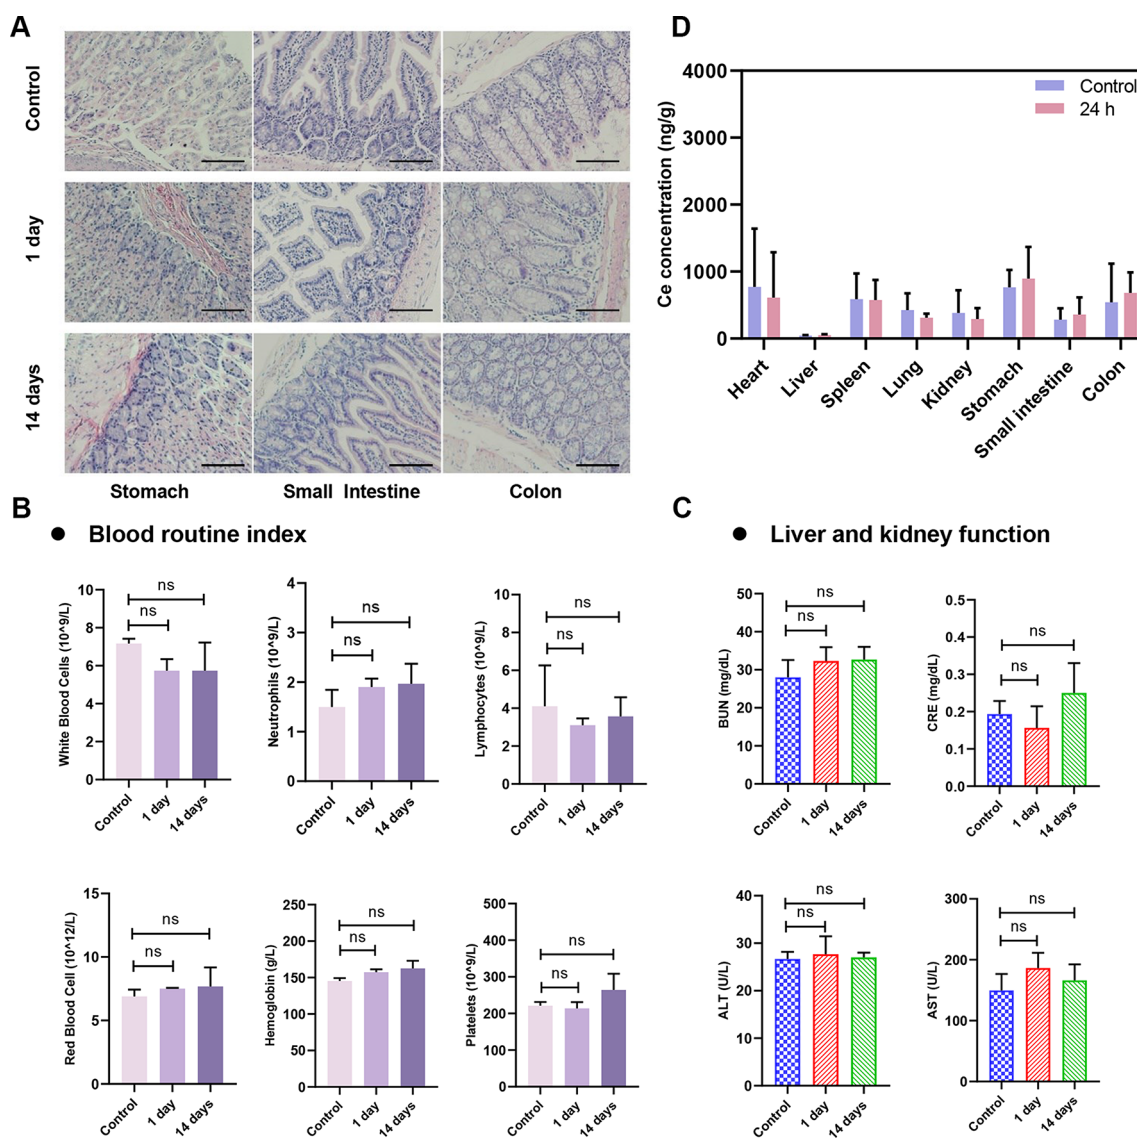 A
Control
1 day
14 days
Stomach
Small Intestine
Colon
D
Ce concentration (ng/g)
4000
3000
2000
1000
0
Control
24 h
Heart
Liver
Spleen
Lung
Kidney
Stomach
Small intestine
Colon
B
● Blood routine index
White Blood Cells (10^9/L)
10
8
6
4
2
0
ns
ns
Control
1 day
14 days
Neutrophils (10^9/L)
4
3
2
1
0
ns
ns
Control
1 day
14 days
Lymphocytes (10^9/L)
10
8
6
4
2
0
ns
ns
Control
1 day
14 days
Red Blood Cell (10^12/L)
15
10
5
0
ns
ns
Control
1 day
14 days
Hemoglobin (g/L)
250
200
150
100
50
0
ns
ns
Control
1 day
14 days
Platelets (10^9/L)
500
400
300
200
100
0
ns
ns
Control
1 day
14 days
C
● Liver and kidney function
BUN (mg/dL)
50
40
30
20
10
0
ns
ns
Control
1 day
14 days
CRE (mg/dL)
0.5
0.4
0.3
0.2
0.1
0.0
ns
ns
Control
1 day
14 days
ALT (U/L)
40
30
20
10
0
ns
ns
Control
1 day
14 days
AST (U/L)
300
200
100
0
ns
ns
Control
1 day
14 days